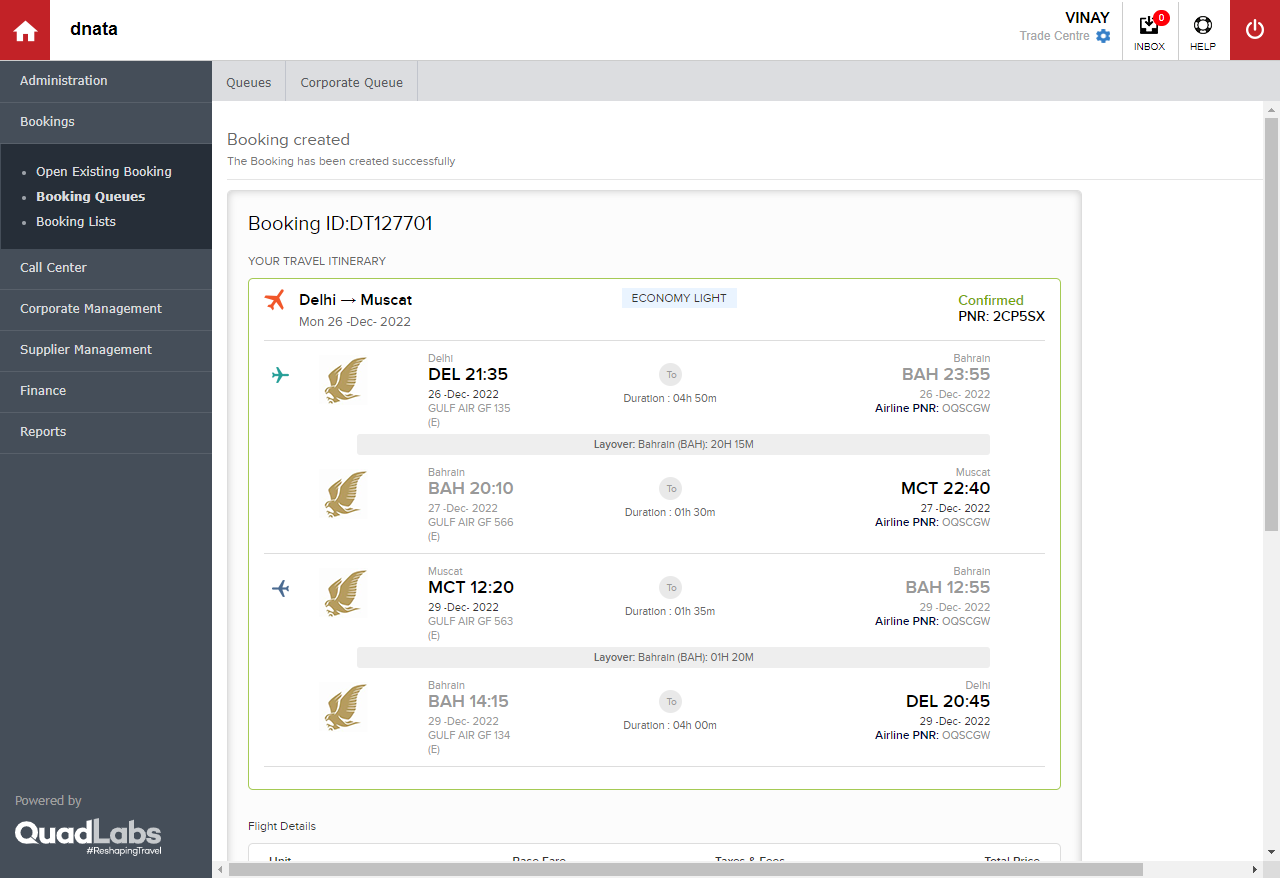 dnata
VINAY
Trade Centre
0
INBOX
HELP
Administration
Bookings
Open Existing Booking
Booking Queues
Booking Lists
Call Center
Corporate Management
Supplier Management
Finance
Reports
Powered by
QuadLabs
#ReshapingTravel
Queues
Corporate Queue
Booking created
The Booking has been created successfully
Booking ID:DT127701
YOUR TRAVEL ITINERARY
Delhi → Muscat
Mon 26 -Dec- 2022
ECONOMY LIGHT
Confirmed
PNR: 2CP5SX
Delhi
DEL 21:35
26 -Dec- 2022
GULF AIR GF 135
(E)
To
Duration : 04h 50m
Bahrain
BAH 23:55
26 -Dec- 2022
Airline PNR: OQSCGW
Layover: Bahrain (BAH): 20H 15M
Bahrain
BAH 20:10
27 -Dec- 2022
GULF AIR GF 566
(E)
To
Duration : 01h 30m
Muscat
MCT 22:40
27 -Dec- 2022
Airline PNR: OQSCGW
Muscat
MCT 12:20
29 -Dec- 2022
GULF AIR GF 563
(E)
To
Duration : 01h 35m
Bahrain
BAH 12:55
29 -Dec- 2022
Airline PNR: OQSCGW
Layover: Bahrain (BAH): 01H 20M
Bahrain
BAH 14:15
29 -Dec- 2022
GULF AIR GF 134
(E)
To
Duration : 04h 00m
Delhi
DEL 20:45
29 -Dec- 2022
Airline PNR: OQSCGW
Flight Details
Unit
Base Fare
Taxes & Fees
Total Price